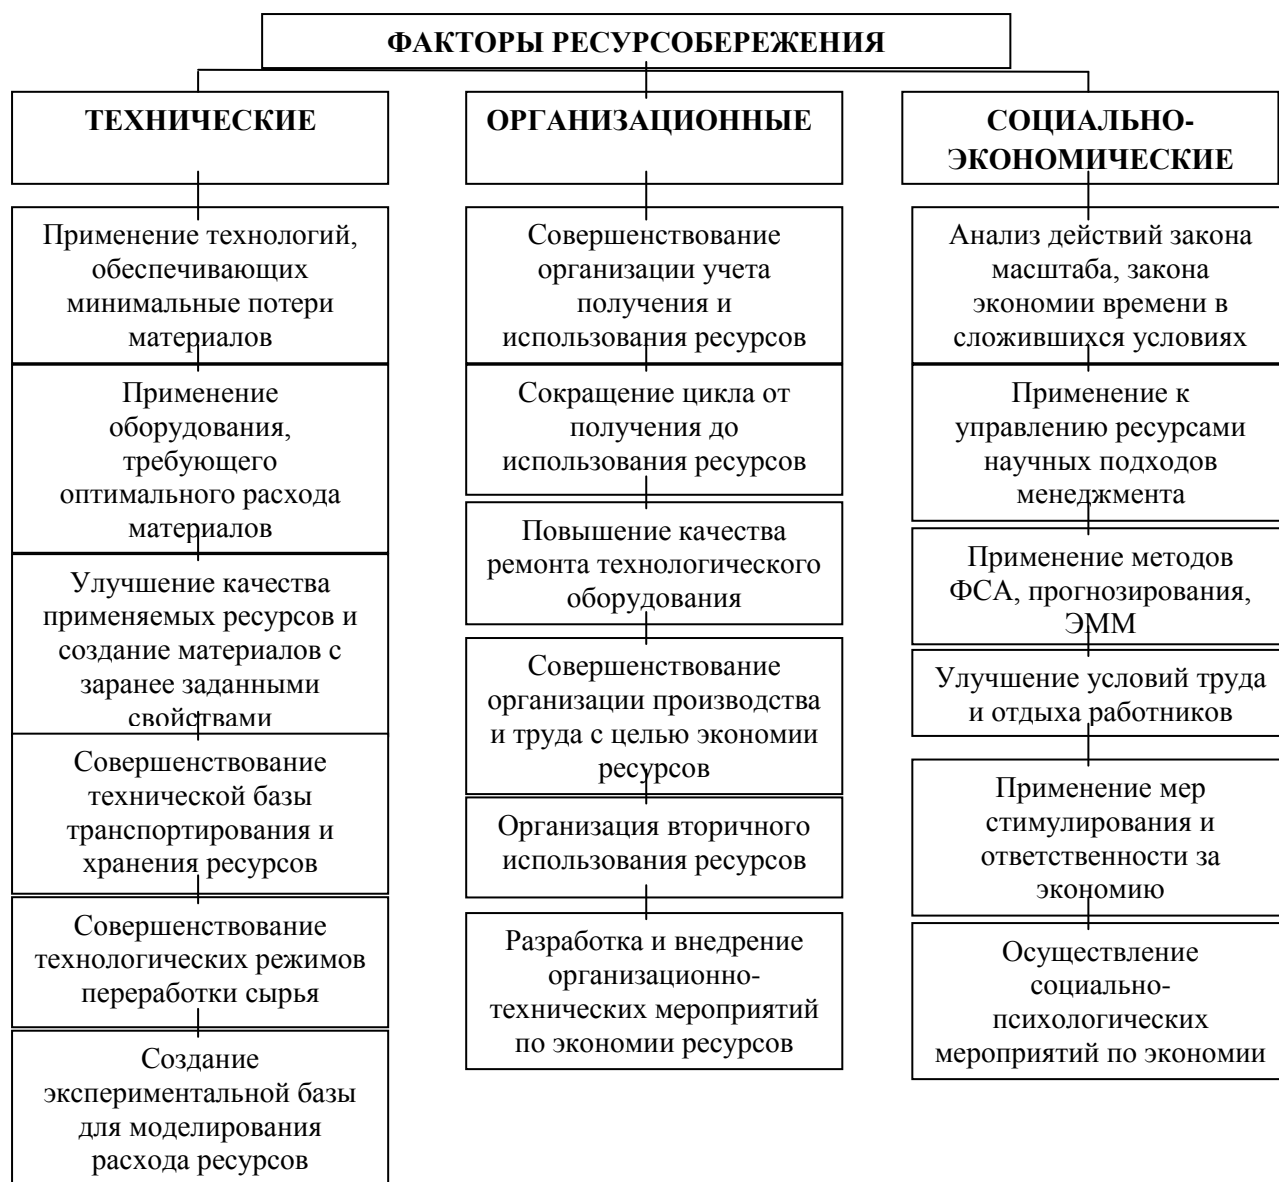 ФАКТОРЫ РЕСУРСОБЕРЕЖЕНИЯ
ТЕХНИЧЕСКИЕ
Применение технологий,
обеспечивающих
минимальные потери
материалов
Применение
оборудования,
требующего
оптимального расхода
материалов
Улучшение качества
применяемых ресурсов и
создание материалов с
заранее заданными
свойствами
Совершенствование
технической базы
транспортирования и
хранения ресурсов
Совершенствование
технологических режимов
переработки сырья
Создание
экспериментальной базы
для моделирования
расхода ресурсов
ОРГАНИЗАЦИОННЫЕ
Совершенствование
организации учета
получения и
использования ресурсов
Сокращение цикла от
получения до
использования ресурсов
Повышение качества
ремонта технологического
оборудования
Совершенствование
организации производства
и труда с целью экономии
ресурсов
Организация вторичного
использования ресурсов
Разработка и внедрение
организационно-
технических мероприятий
по экономии ресурсов
СОЦИАЛЬНО-
ЭКОНОМИЧЕСКИЕ
Анализ действий закона
масштаба, закона
экономии времени в
сложившихся условиях
Применение к
управлению ресурсами
научных подходов
менеджмента
Применение методов
ФСА, прогнозирования,
ЭММ
Улучшение условий труда
и отдыха работников
Применение мер
стимулирования и
ответственности за
экономию
Осуществление
социально-
психологических
мероприятий по экономии